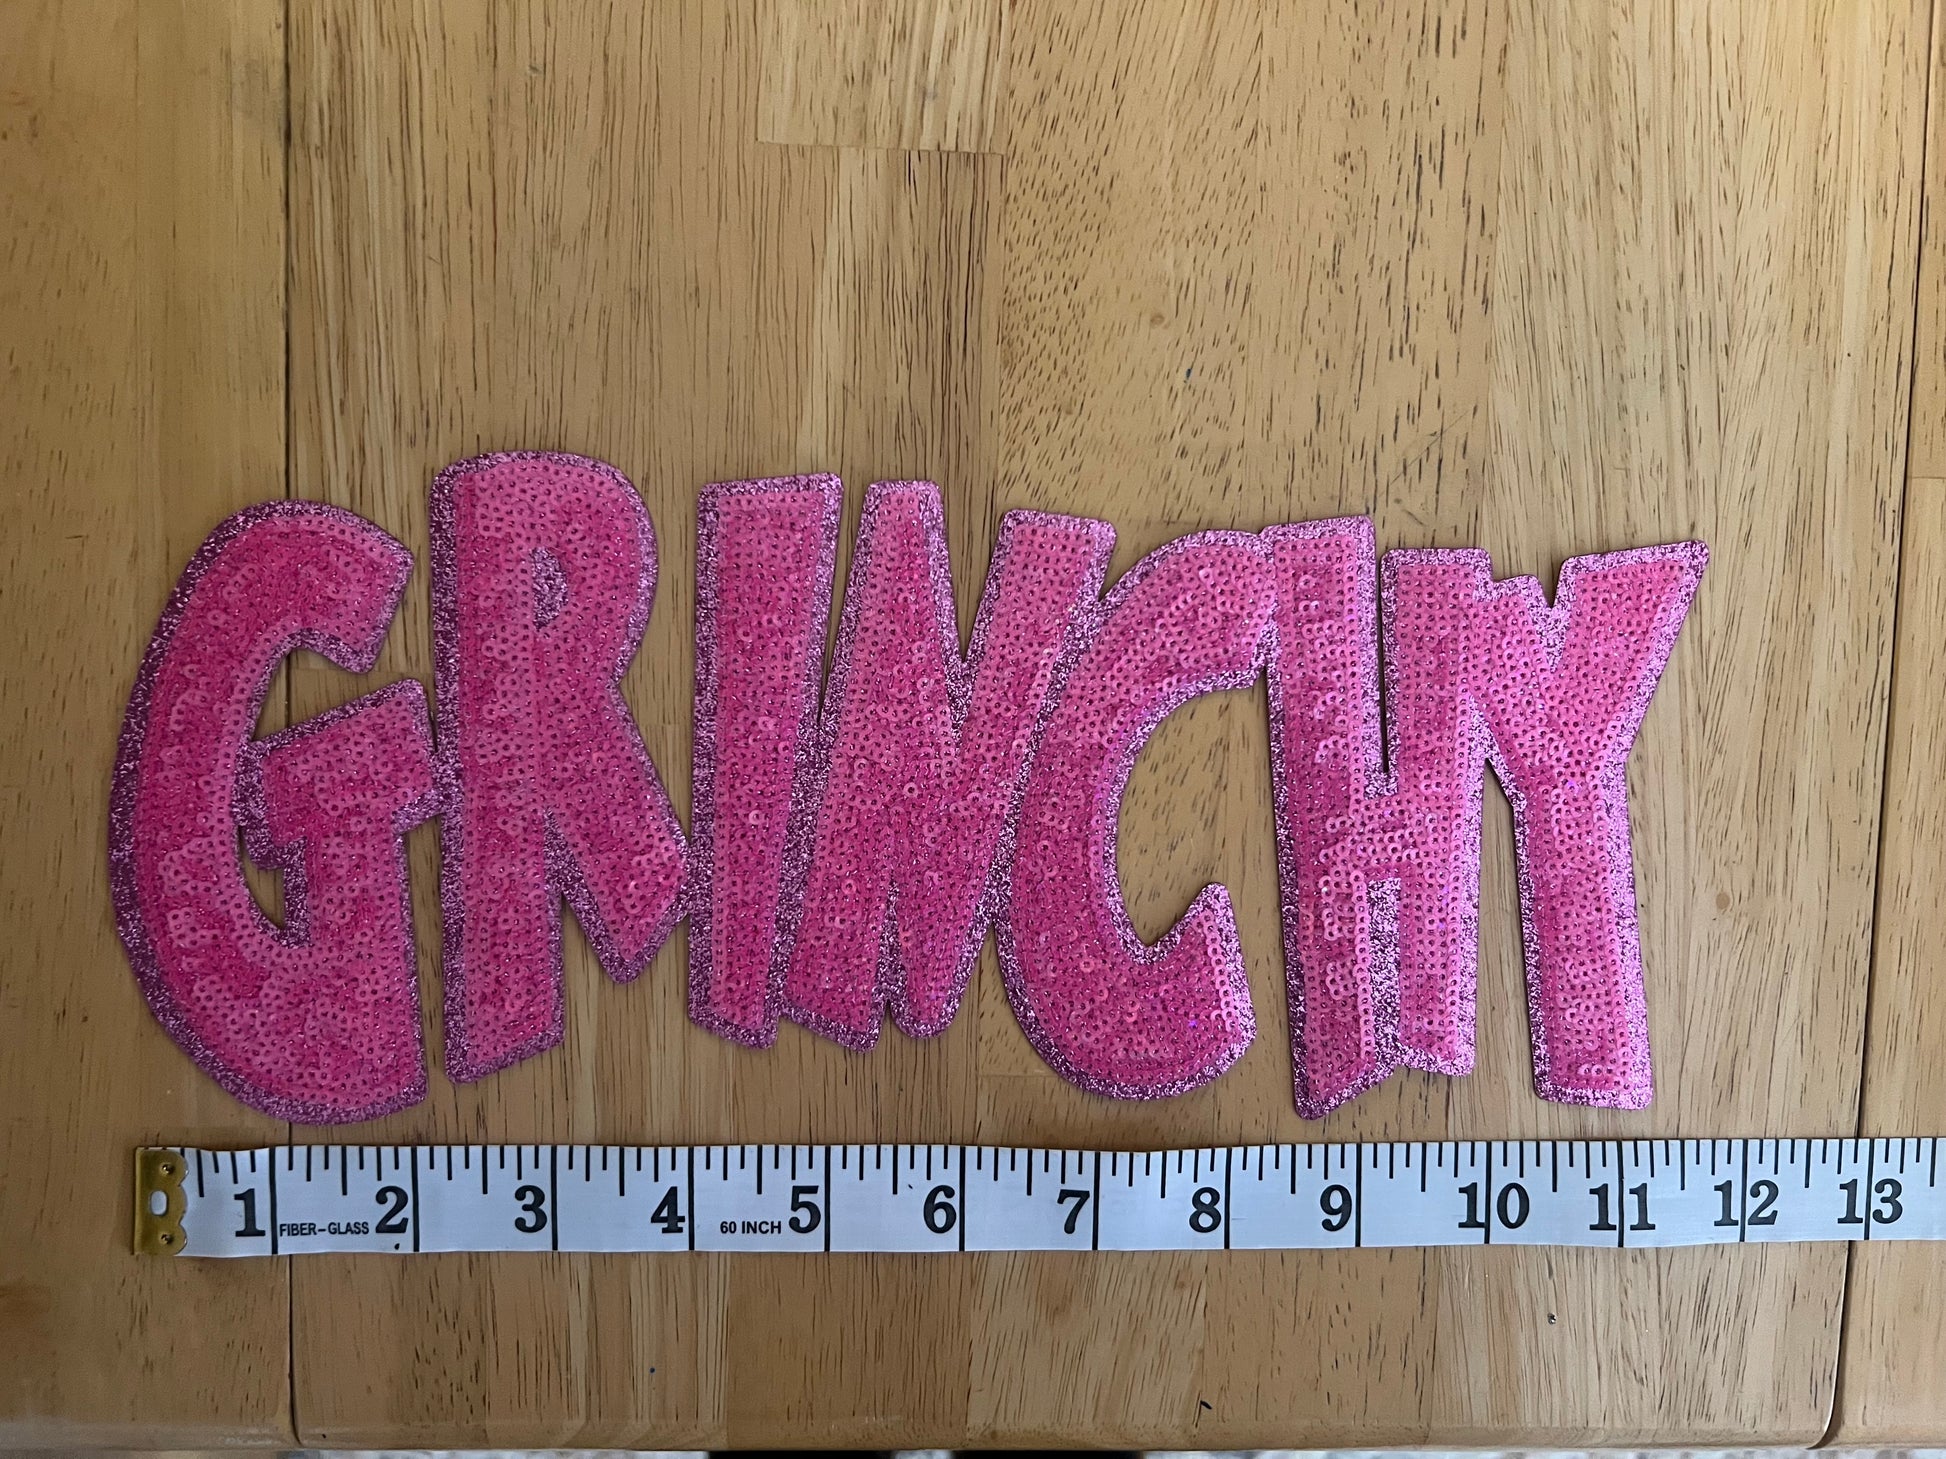 GRINCHY
1 FIBER-GLASS 2 3 4 60 INCH 5 6 7 8 9 10 11 12 13